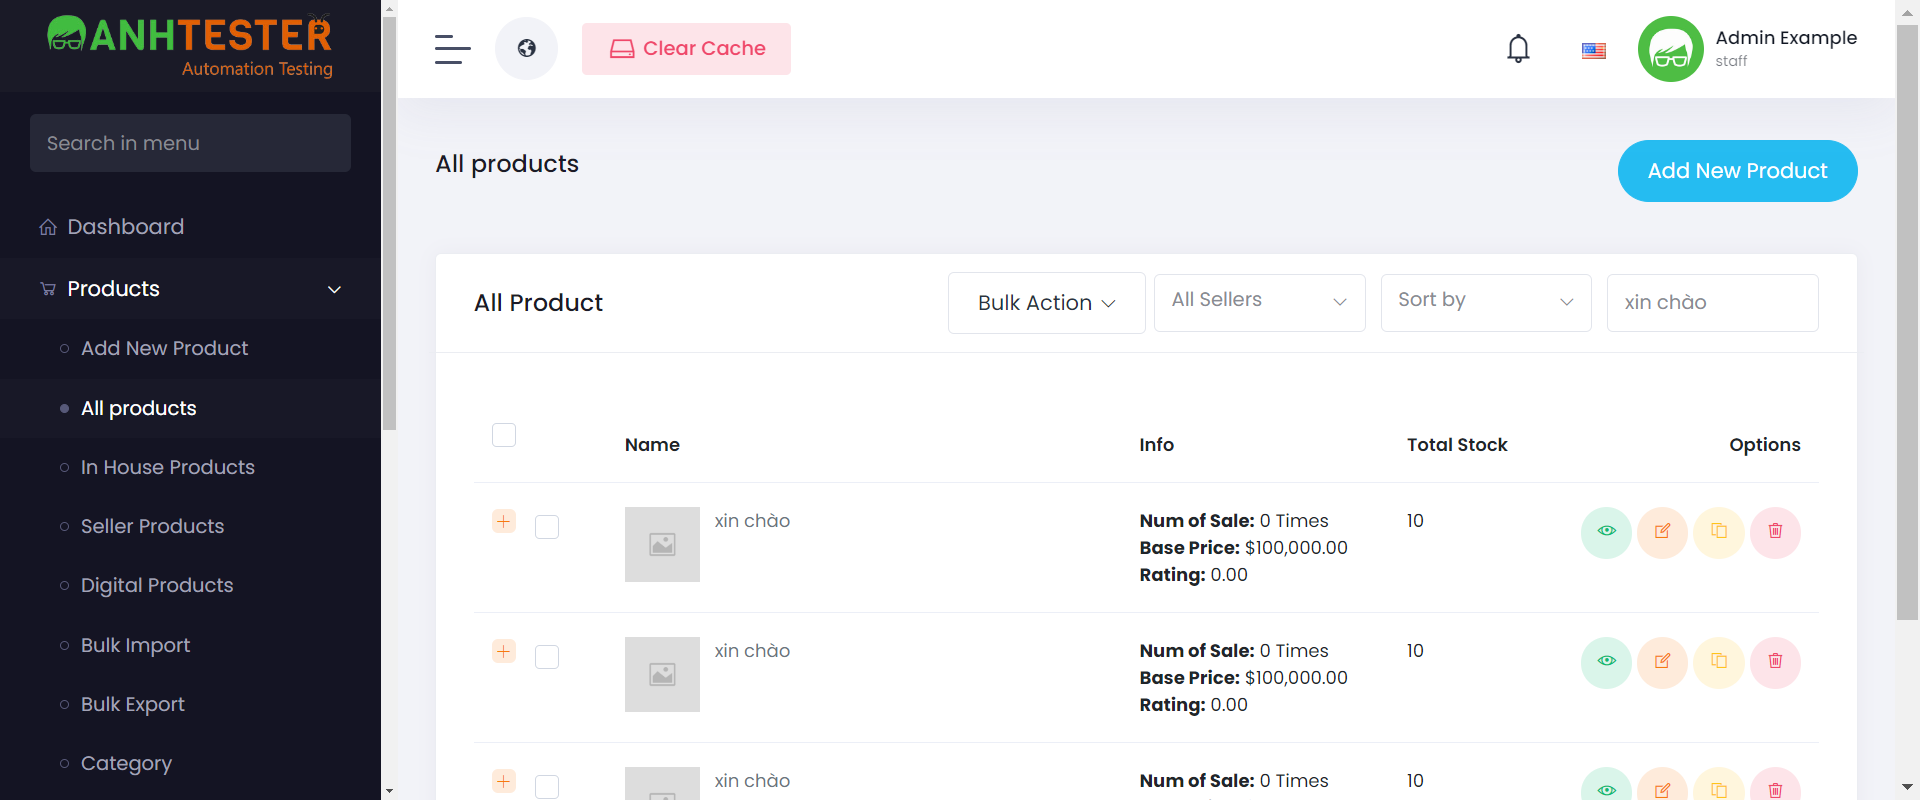 ANHTESTER
Automation Testing
Search in menu
Dashboard
Products
Add New Product
All products
In House Products
Seller Products
Digital Products
Bulk Import
Bulk Export
Category
Clear Cache
Admin Example
staff
All products
Add New Product
All Product
Bulk Action
All Sellers
Sort by
xin chào
Name
Info
Total Stock
Options
xin chào
Num of Sale: 0 Times
Base Price: $100,000.00
Rating: 0.00
10
xin chào
Num of Sale: 0 Times
Base Price: $100,000.00
Rating: 0.00
10
xin chào
Num of Sale: 0 Times
10